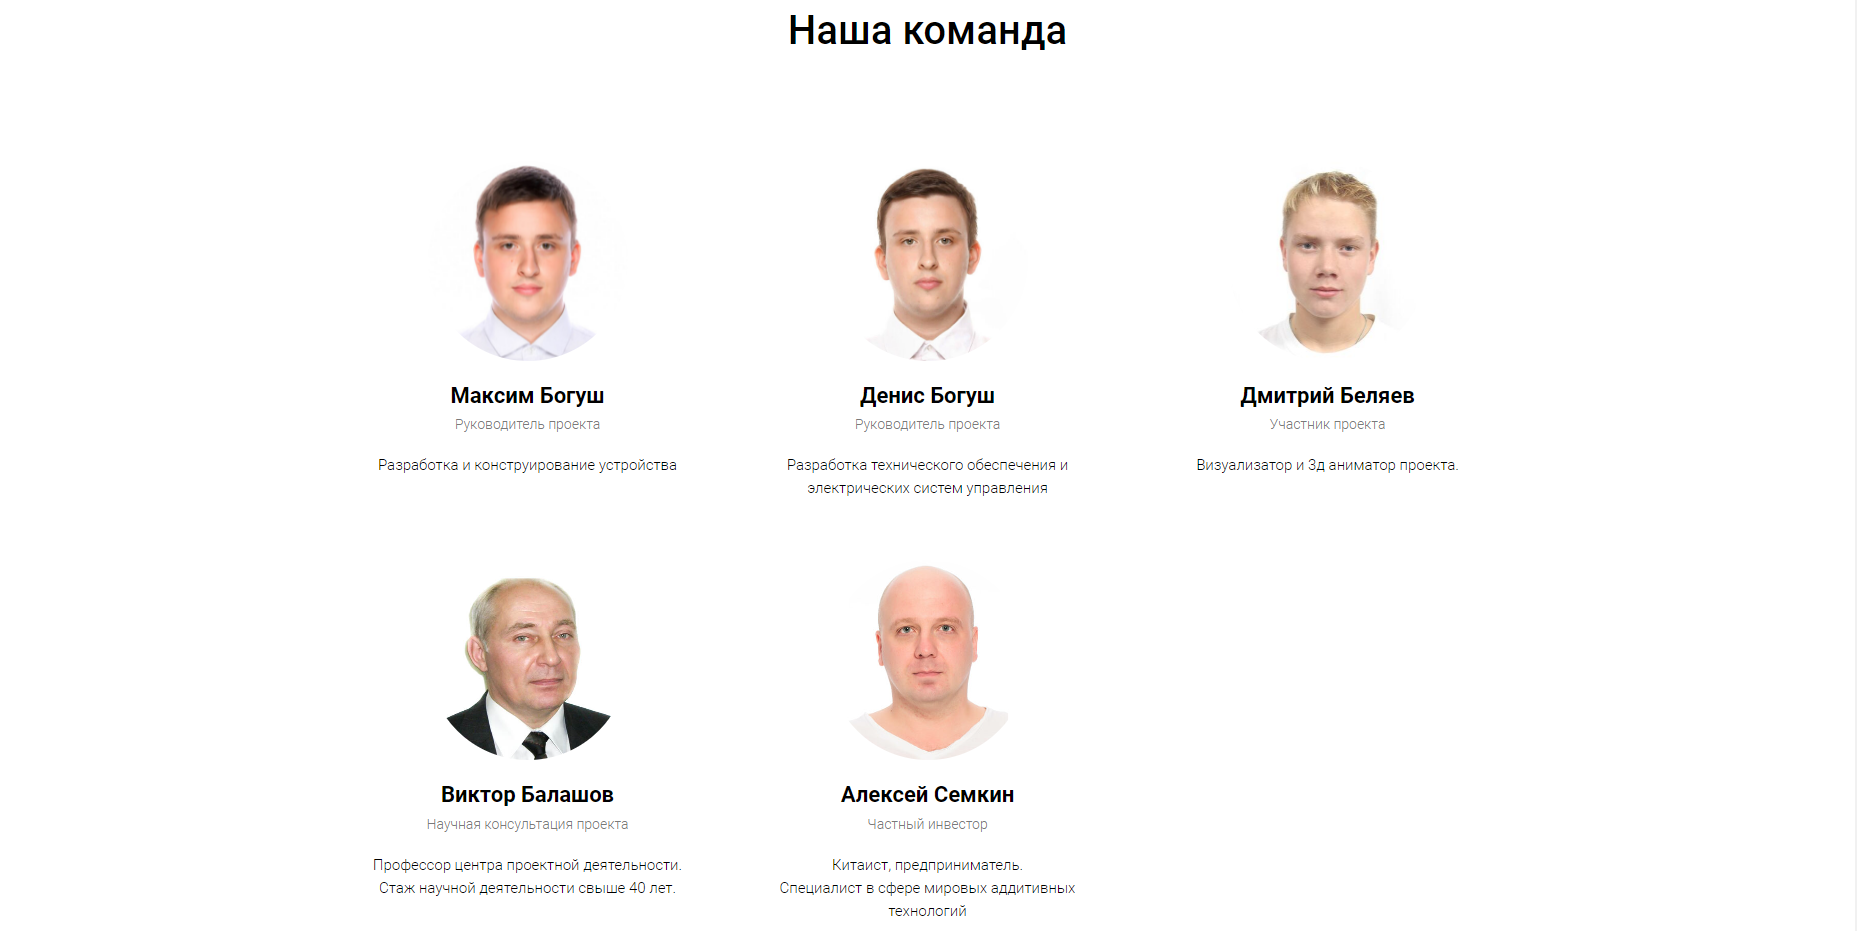 Наша команда
Максим Богуш
Руководитель проекта
Разработка и конструирование устройства
Денис Богуш
Руководитель проекта
Разработка технического обеспечения и
электрических систем управления
Дмитрий Беляев
Участник проекта
Визуализатор и 3д аниматор проекта.
Виктор Балашов
Научная консультация проекта
Профессор центра проектной деятельности.
Стаж научной деятельности свыше 40 лет.
Алексей Семкин
Частный инвестор
Китаист, предприниматель.
Специалист в сфере мировых аддитивных
технологий